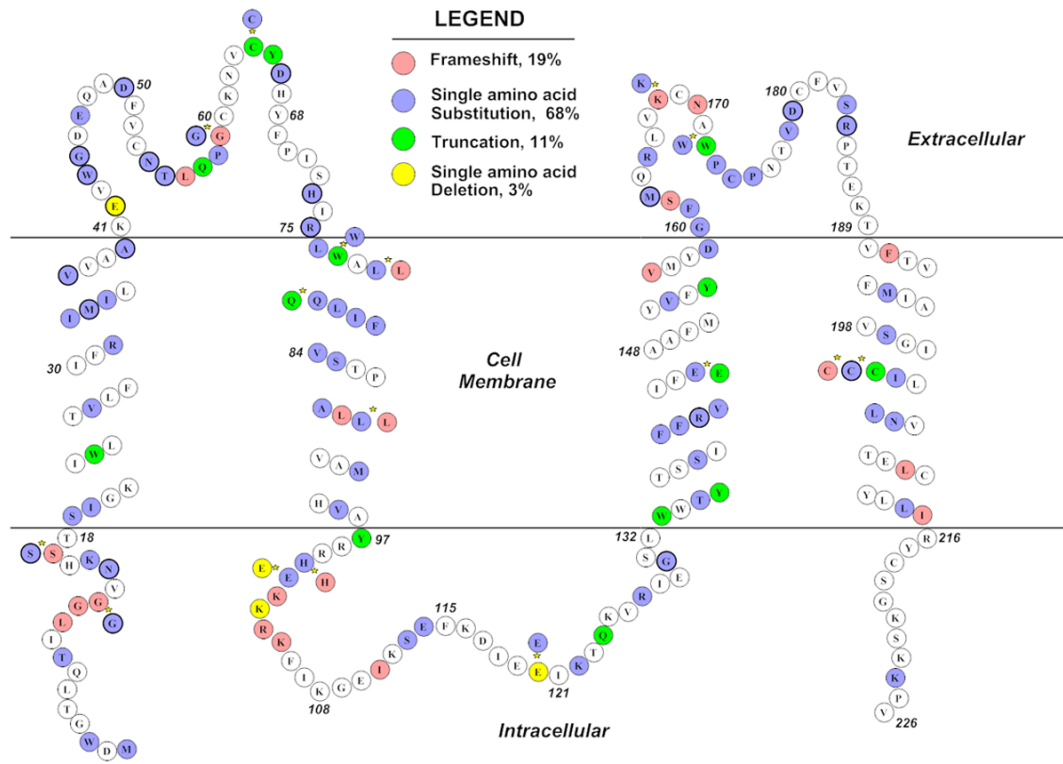 LEGEND
Frameshift, 19%
Single amino acid
Substitution, 68%
Truncation, 11%
Single amino acid
Deletion, 3%
Extracellular
Cell
Membrane
Intracellular
M D W G T L Q T I L G G G V N K H S S T
18
S I G K
I W L
T V L F
30
I F R
I M I L
V V A A
41
K E V W G D E Q A D
50
F V C N T L Q P G G
60
C K N V C C Y D H Y
68
F P I S H I R
75
L W W A L L
Q Q L I F
84
V S T P
A L L L
V A M
H V A
Y
97
R R H H E E K K R K F I K
108
G E I K S E
115
F K D I E E E I
121
K T Q K V R I E G S L
132
W W T Y
T S S I
F F R V
I F E E
148
A A F M
Y V F Y
V M Y D
160
G F S M Q R L V K K C N
170
A W W P C P N T V D
180
C F V S R P T E K T
189
V F T V
F M I A
198
V S G I
C C C I L
L N V
T E L C
Y L L I
R
216
Y C S G K S K K P V
226